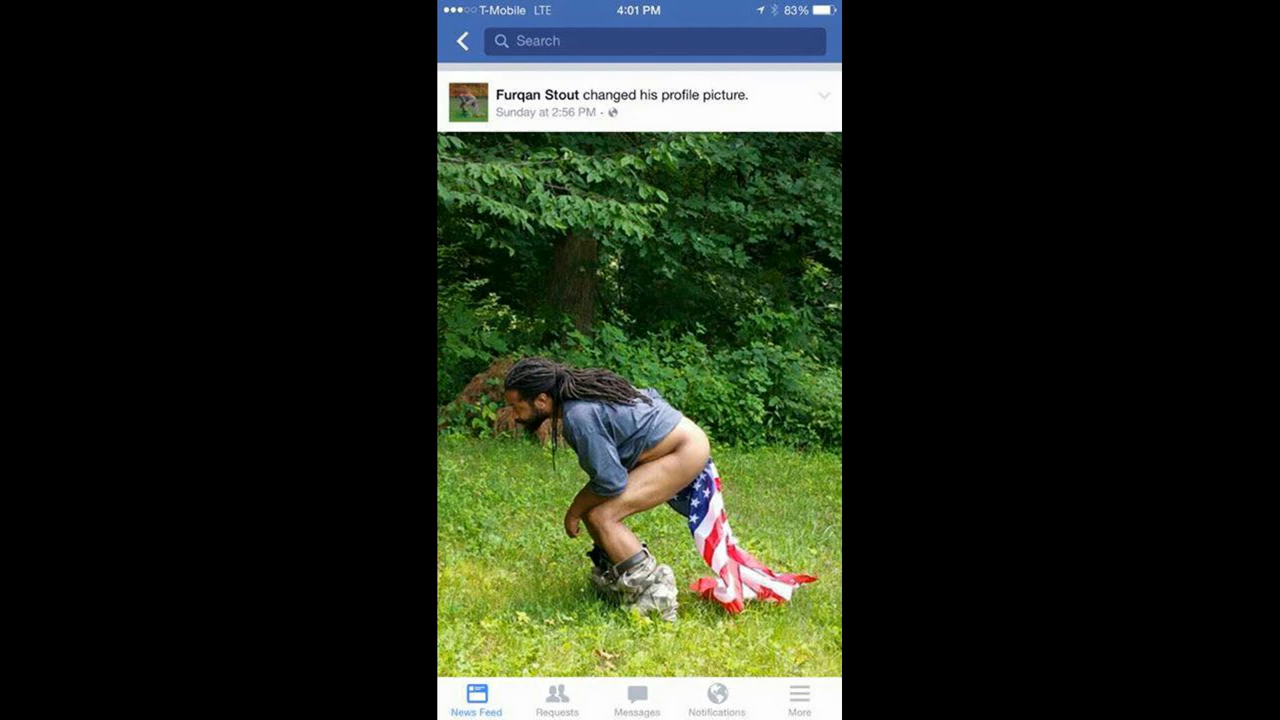 T-Mobile LTE 4:01 PM 83%
Search
Furqan Stout changed his profile picture.
Sunday at 2:56 PM ·
News Feed Requests Messages Notifications More